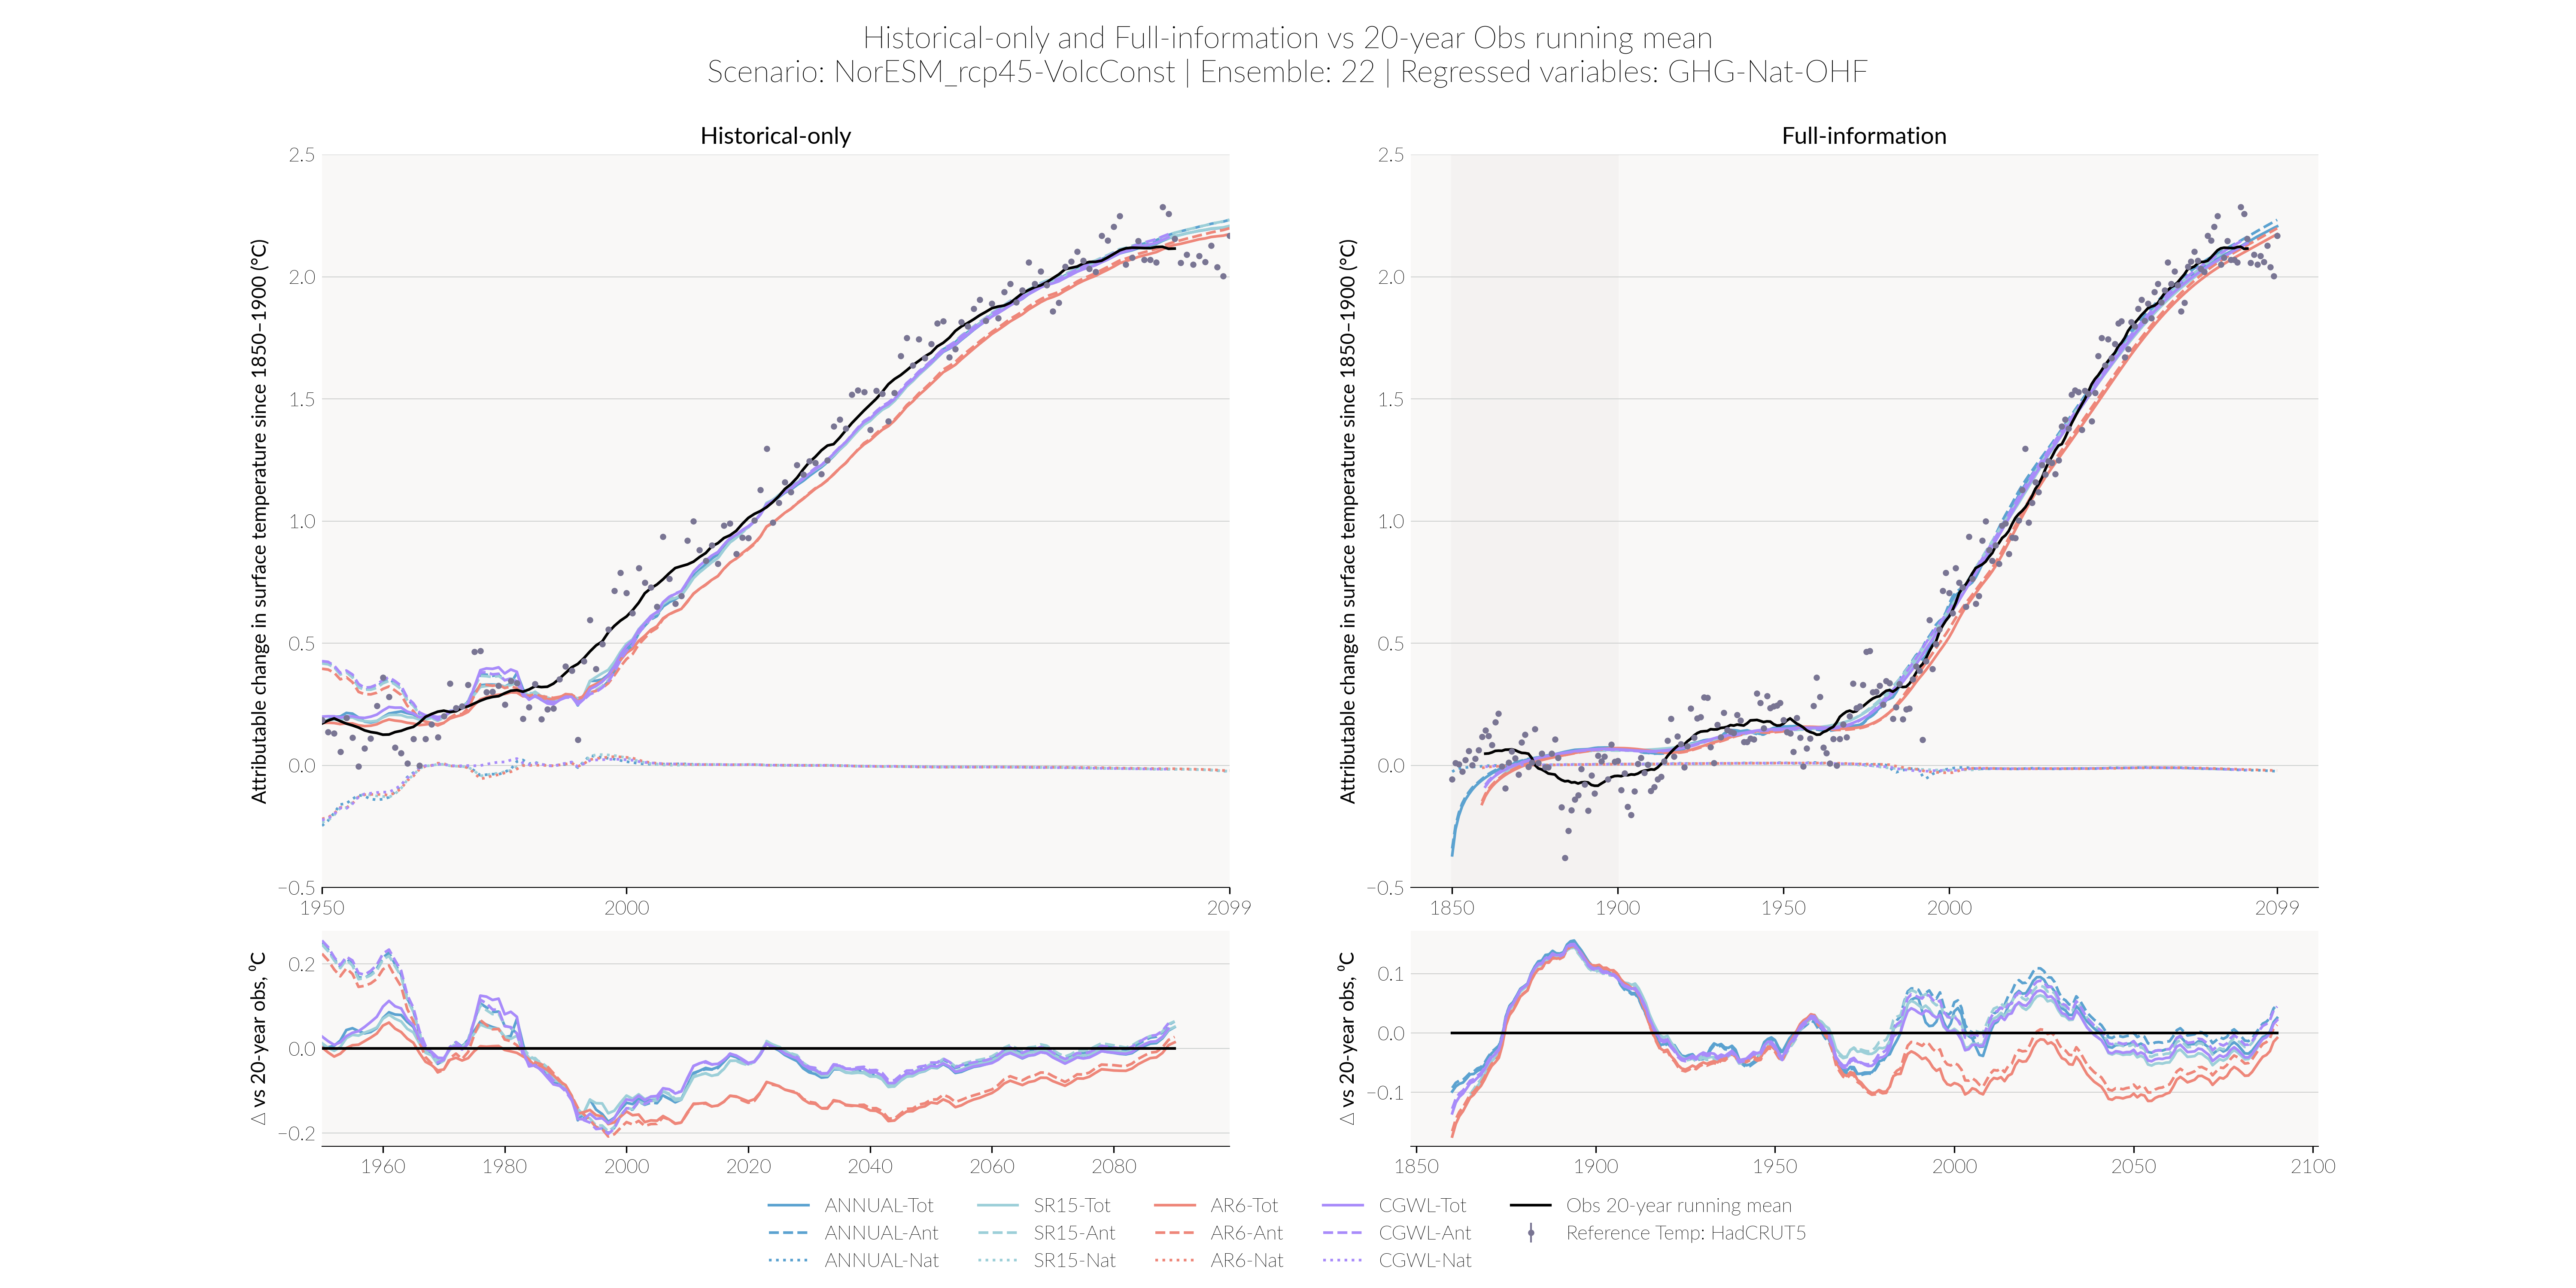 Historical-only and Full-information vs 20-year Obs running mean
Scenario: NorESM_rcp45-VolcConst | Ensemble: 22 | Regressed variables: GHG-Nat-OHF
Historical-only
Attributable change in surface temperature since 1850–1900 (°C)
2.5
2.0
1.5
1.0
0.5
0.0
−0.5
1950
2000
2099
Full-information
Attributable change in surface temperature since 1850–1900 (°C)
2.5
2.0
1.5
1.0
0.5
0.0
−0.5
1850
1900
1950
2000
2099
△ vs 20-year obs, ⁰C
0.2
0.0
−0.2
1960
1980
2000
2020
2040
2060
2080
△ vs 20-year obs, ⁰C
0.1
0.0
−0.1
1850
1900
1950
2000
2050
2100
ANNUAL-Tot
ANNUAL-Ant
ANNUAL-Nat
SR15-Tot
SR15-Ant
SR15-Nat
AR6-Tot
AR6-Ant
AR6-Nat
CGWL-Tot
CGWL-Ant
CGWL-Nat
Obs 20-year running mean
Reference Temp: HadCRUT5